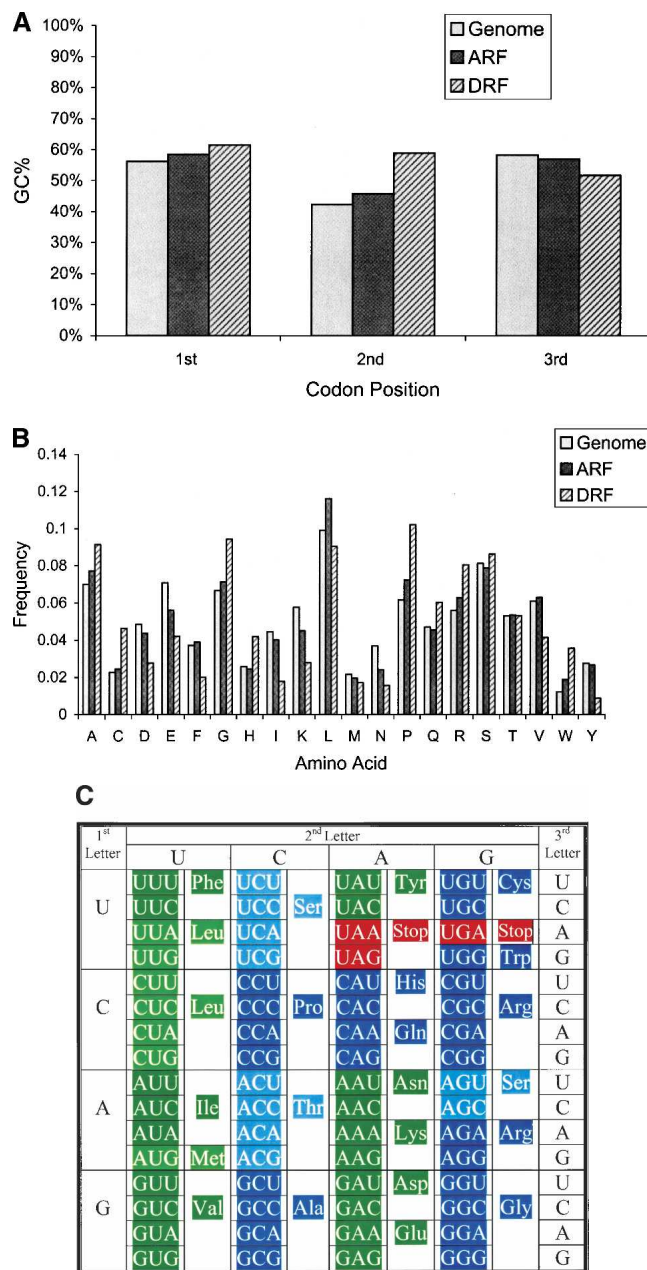 A
Genome
ARF
DRF
100%
90%
80%
70%
60%
50%
40%
30%
20%
10%
0%
GC%
1st 2nd 3rd
Codon Position
B
Genome
ARF
DRF
0.14
0.12
0.1
0.08
0.06
0.04
0.02
0
Frequency
A C D E F G H I K L M N P Q R S T V W Y
Amino Acid
C
1st Letter 2nd Letter 3rd Letter
U C A G
U UUU Phe UCU UAU Tyr UGU Cys U
UUC UCC Ser UAC UGC C
UUA Leu UCA UAA Stop UGA Stop A
UUG UCG UAG UGG Trp G
C CUU CCU CAU His CGU U
CUC Leu CCC Pro CAC CGC Arg C
CUA CCA CAA Gln CGA A
CUG CCG CAG CGG G
A AUU ACU AAU Asn AGU Ser U
AUC Ile ACC Thr AAC AGC C
AUA ACA AAA Lys AGA Arg A
AUG Met ACG AAG AGG G
G GUU GCU GAU Asp GGU U
GUC Val GCC Ala GAC GGC Gly C
GUA GCA GAA Glu GGA A
GUG GCG GAG GGG G